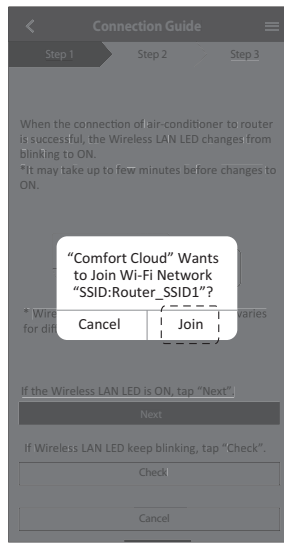 Connection Guide
Step 1 Step 2 Step 3
When the connection of air-conditioner to router
is successful, the Wireless LAN LED changes from
blinking to ON.
*It may take up to few minutes before changes to
ON.
“Comfort Cloud” Wants
to Join Wi-Fi Network
“SSID:Router_SSID1”?
Cancel Join
* Wire varies
for dif
If the Wireless LAN LED is ON, tap “Next”.
Next
If Wireless LAN LED keep blinking, tap “Check”.
Check
Cancel